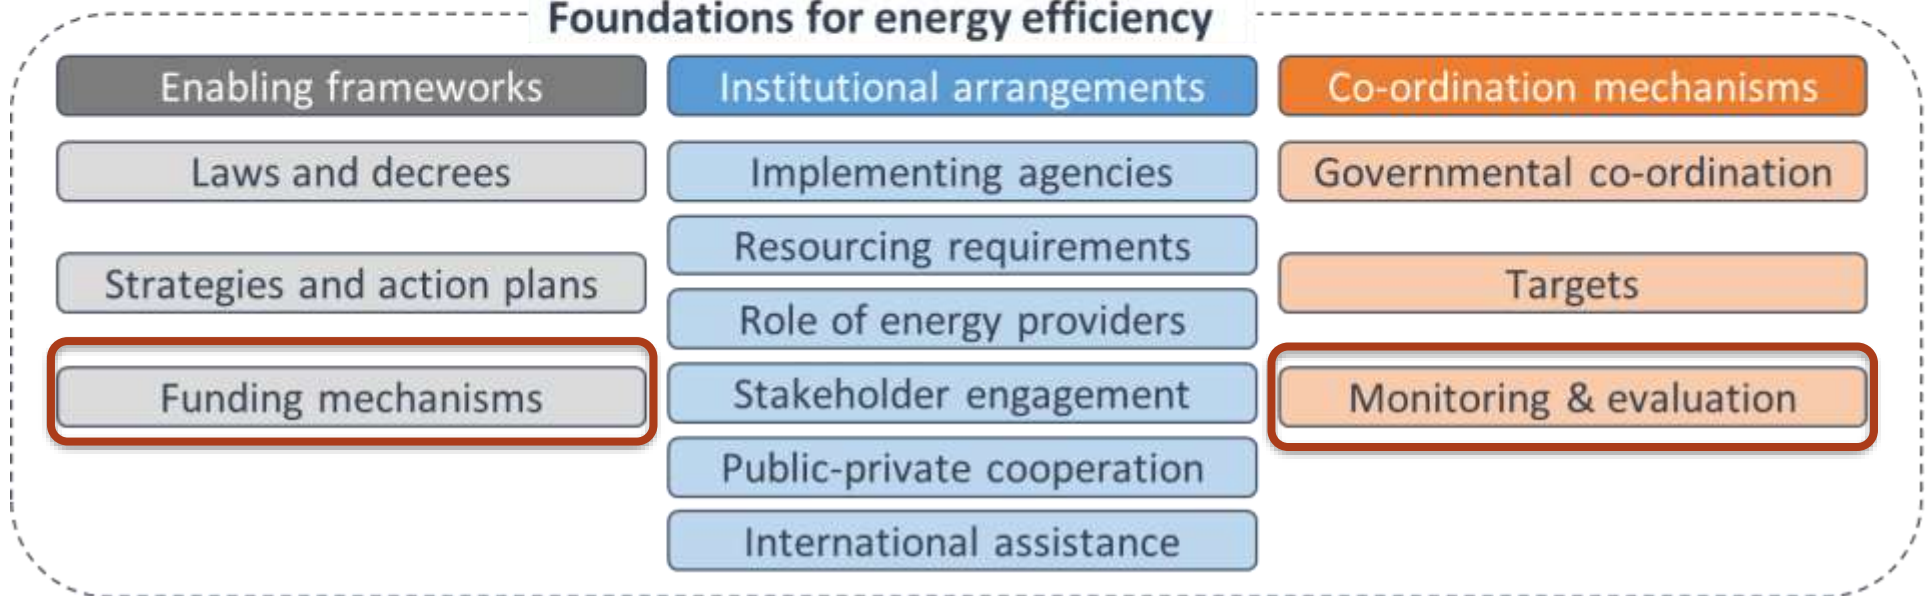 Foundations for energy efficiency
Enabling frameworks
Laws and decrees
Strategies and action plans
Funding mechanisms
Institutional arrangements
Implementing agencies
Resourcing requirements
Role of energy providers
Stakeholder engagement
Public-private cooperation
International assistance
Co-ordination mechanisms
Governmental co-ordination
Targets
Monitoring & evaluation